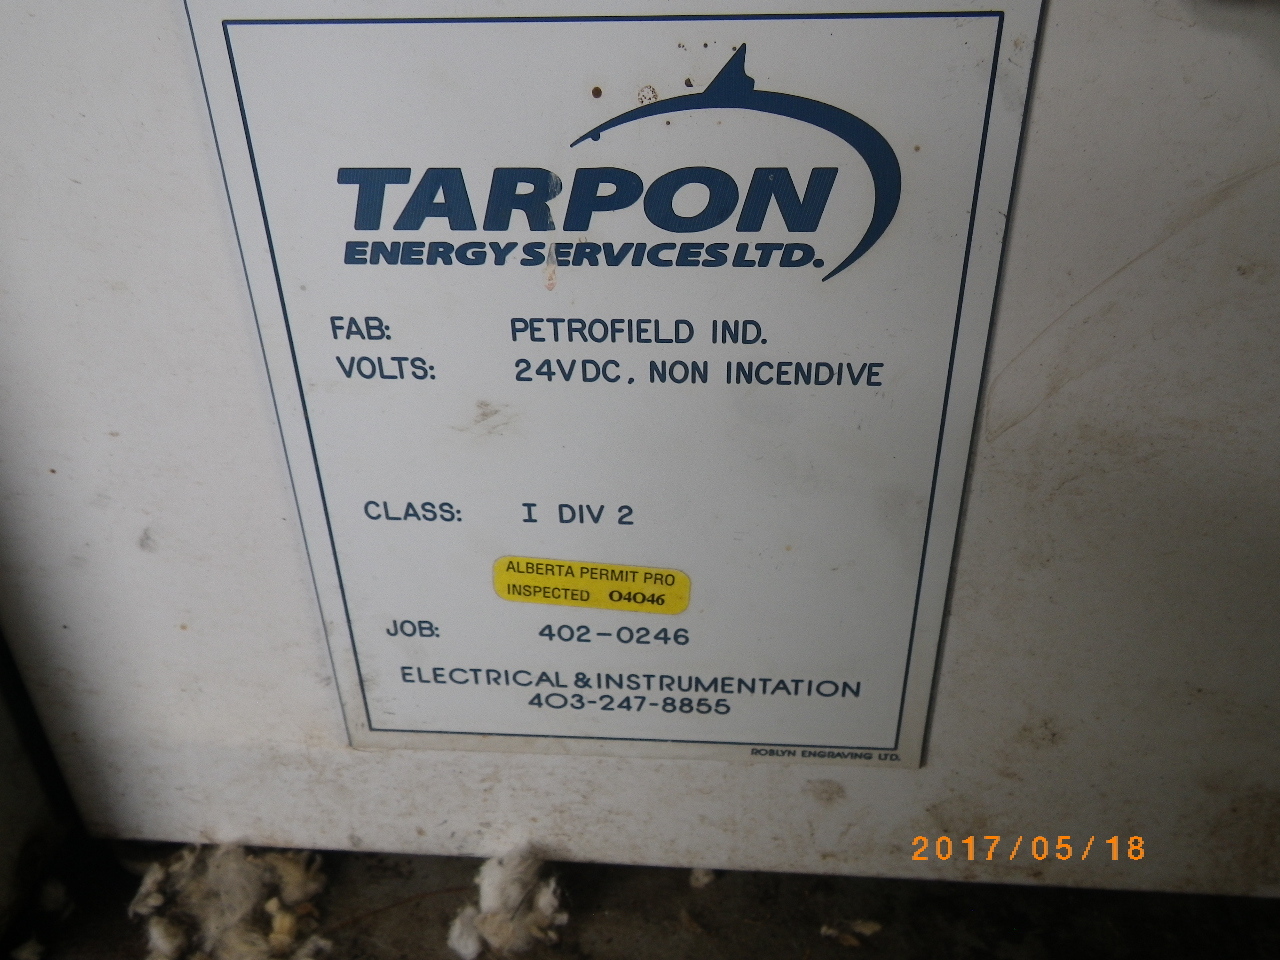 TARPON
ENERGY SERVICES LTD.
FAB: PETROFIELD IND.
VOLTS: 24VDC, NON INCENDIVE
CLASS: I DIV 2
ALBERTA PERMIT PRO
INSPECTED 04046
JOB: 402-0246
ELECTRICAL & INSTRUMENTATION
403-247-8855
ROBLYN ENGRAVING LTD.
2017/05/18